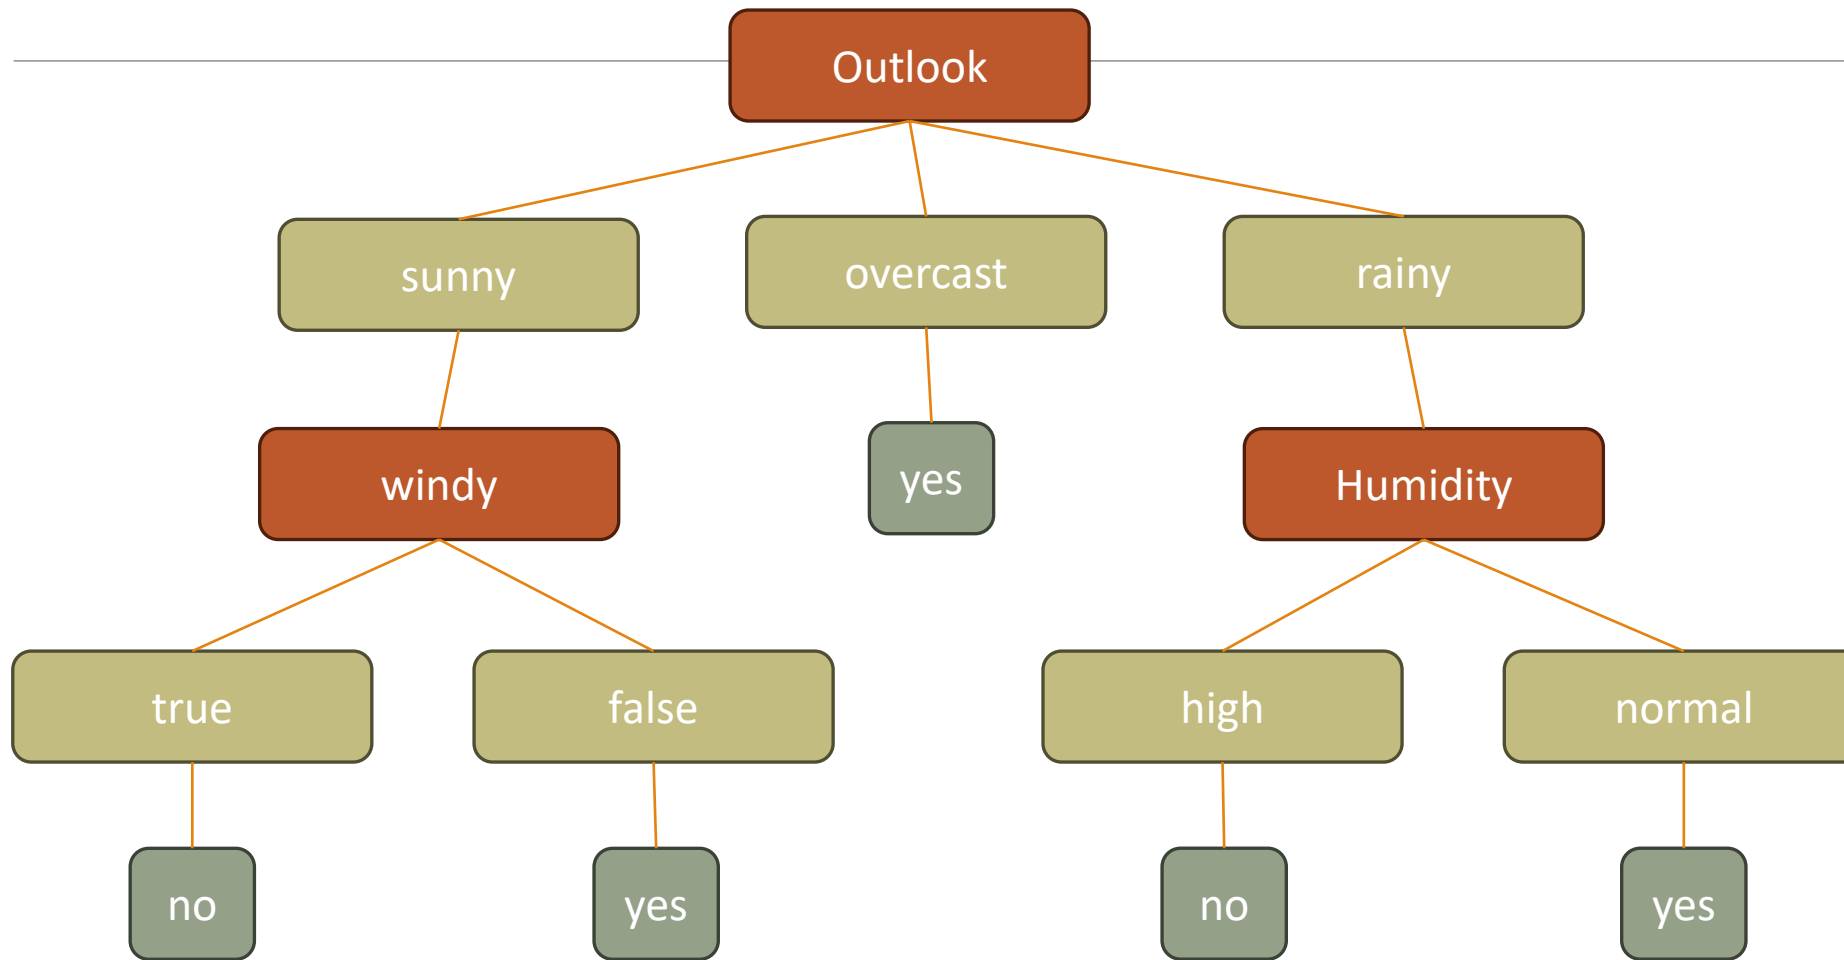 Outlook
sunny
overcast
rainy
windy
yes
Humidity
true
false
high
normal
no
yes
no
yes